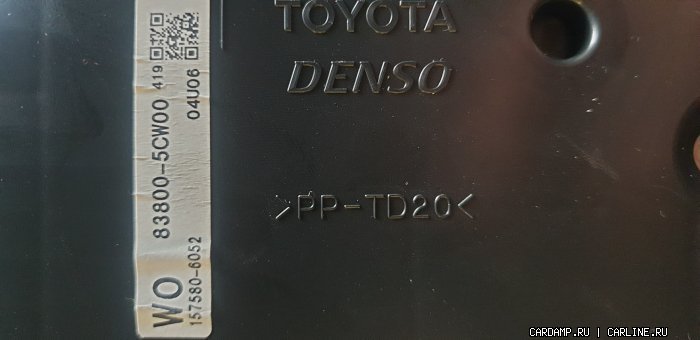 TOYOTA
DENSO
>PP-TD20<
WO 83800-5CW00 419
157580-6052 04U06
CARDAMP.RU | CARLINE.RU